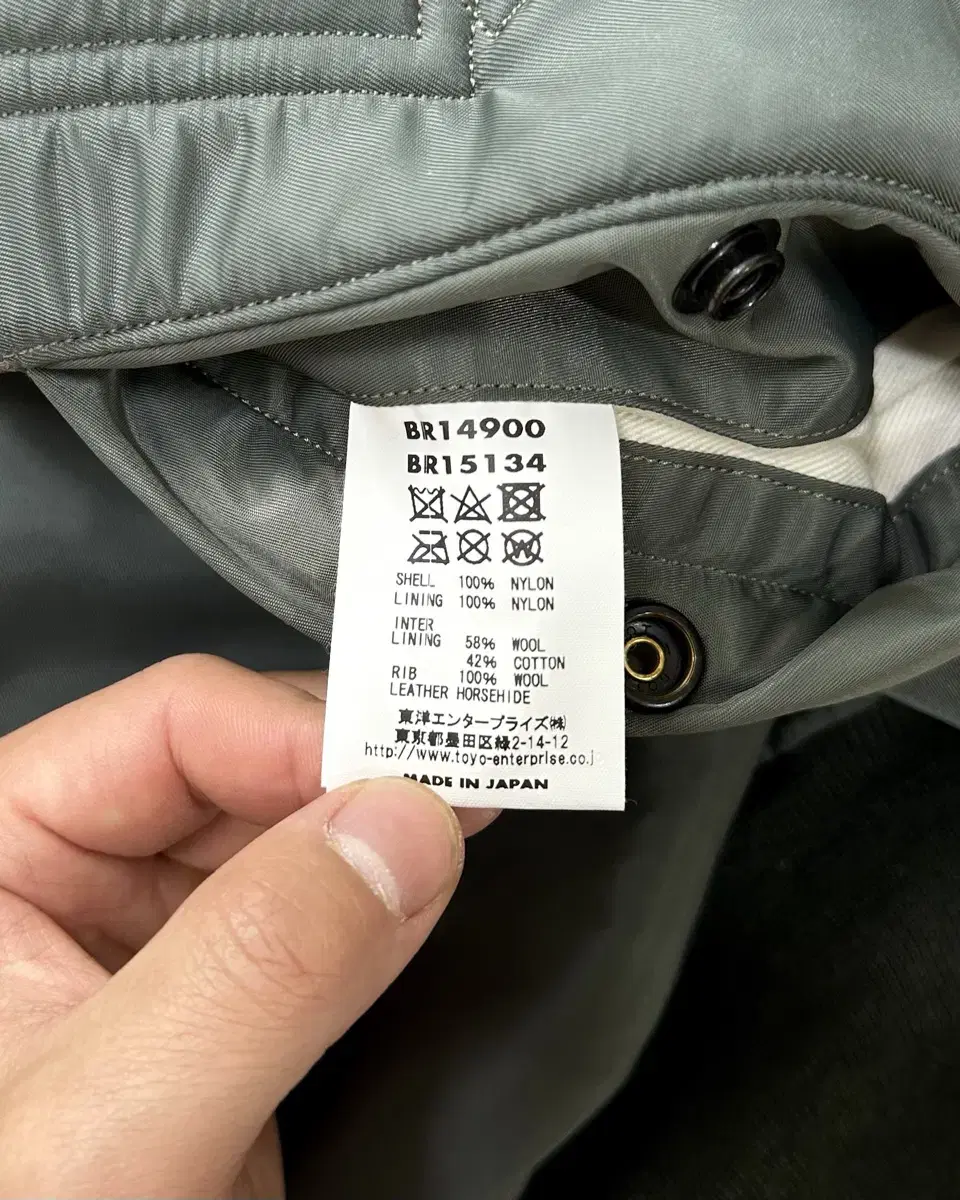 BR14900
BR15134
SHELL 100% NYLON
LINING 100% NYLON
INTER
LINING 58% WOOL
42% COTTON
RIB 100% WOOL
LEATHER HORSEHIDE
東洋エンタープライズ㈱
東京都墨田区緑2-14-12
http://www.toyo-enterprise.co.j
MADE IN JAPAN